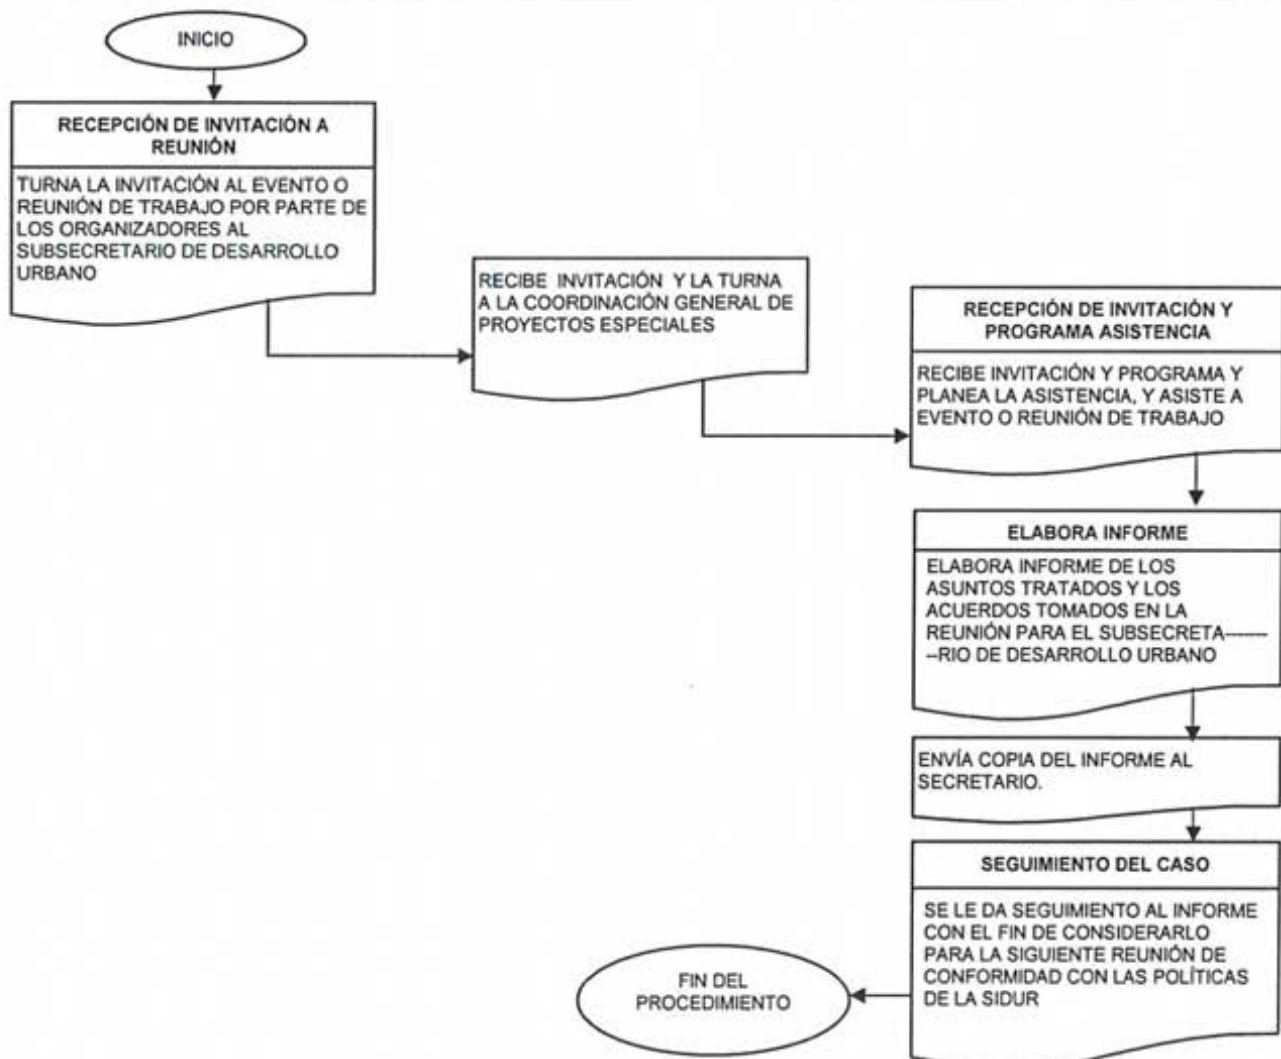 INICIO
RECEPCIÓN DE INVITACIÓN A
REUNIÓN
TURNA LA INVITACIÓN AL EVENTO O
REUNIÓN DE TRABAJO POR PARTE DE
LOS ORGANIZADORES AL
SUBSECRETARIO DE DESARROLLO
URBANO
RECIBE INVITACIÓN Y LA TURNA
A LA COORDINACIÓN GENERAL DE
PROYECTOS ESPECIALES
RECEPCIÓN DE INVITACIÓN Y
PROGRAMA ASISTENCIA
RECIBE INVITACIÓN Y PROGRAMA Y
PLANEA LA ASISTENCIA, Y ASISTE A
EVENTO O REUNIÓN DE TRABAJO
ELABORA INFORME
ELABORA INFORME DE LOS
ASUNTOS TRATADOS Y LOS
ACUERDOS TOMADOS EN LA
REUNIÓN PARA EL SUBSECRETA-------
--RIO DE DESARROLLO URBANO
ENVÍA COPIA DEL INFORME AL
SECRETARIO.
SEGUIMIENTO DEL CASO
SE LE DA SEGUIMIENTO AL INFORME
CON EL FIN DE CONSIDERARLO
PARA LA SIGUIENTE REUNIÓN DE
CONFORMIDAD CON LAS POLÍTICAS
DE LA SIDUR
FIN DEL
PROCEDIMIENTO